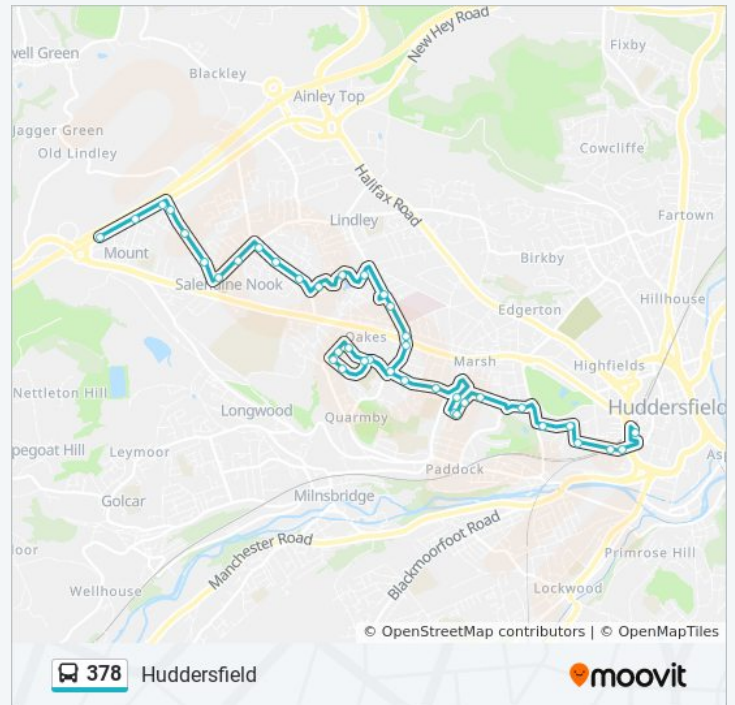 New Hey Road
Fixby
well Green
Blackley
Ainley Top
Jagger Green
Old Lindley
Cowcliffe
Halifax Road
Lindley
Fartown
Mount
Birkby
Salendine Nook
Hillhouse
Edgerton
Oakes
Marsh
Highfields
Nettleton Hill
Longwood
Huddersfield
Quarmby
pegoat Hill
Leymoor
Paddock
Golcar
Milnsbridge
Manchester Road
Blackmoorfoot Road
Primrose Hill
Wellhouse
Lockwood
© OpenStreetMap contributors | © OpenMapTiles
378 Huddersfield
moovit